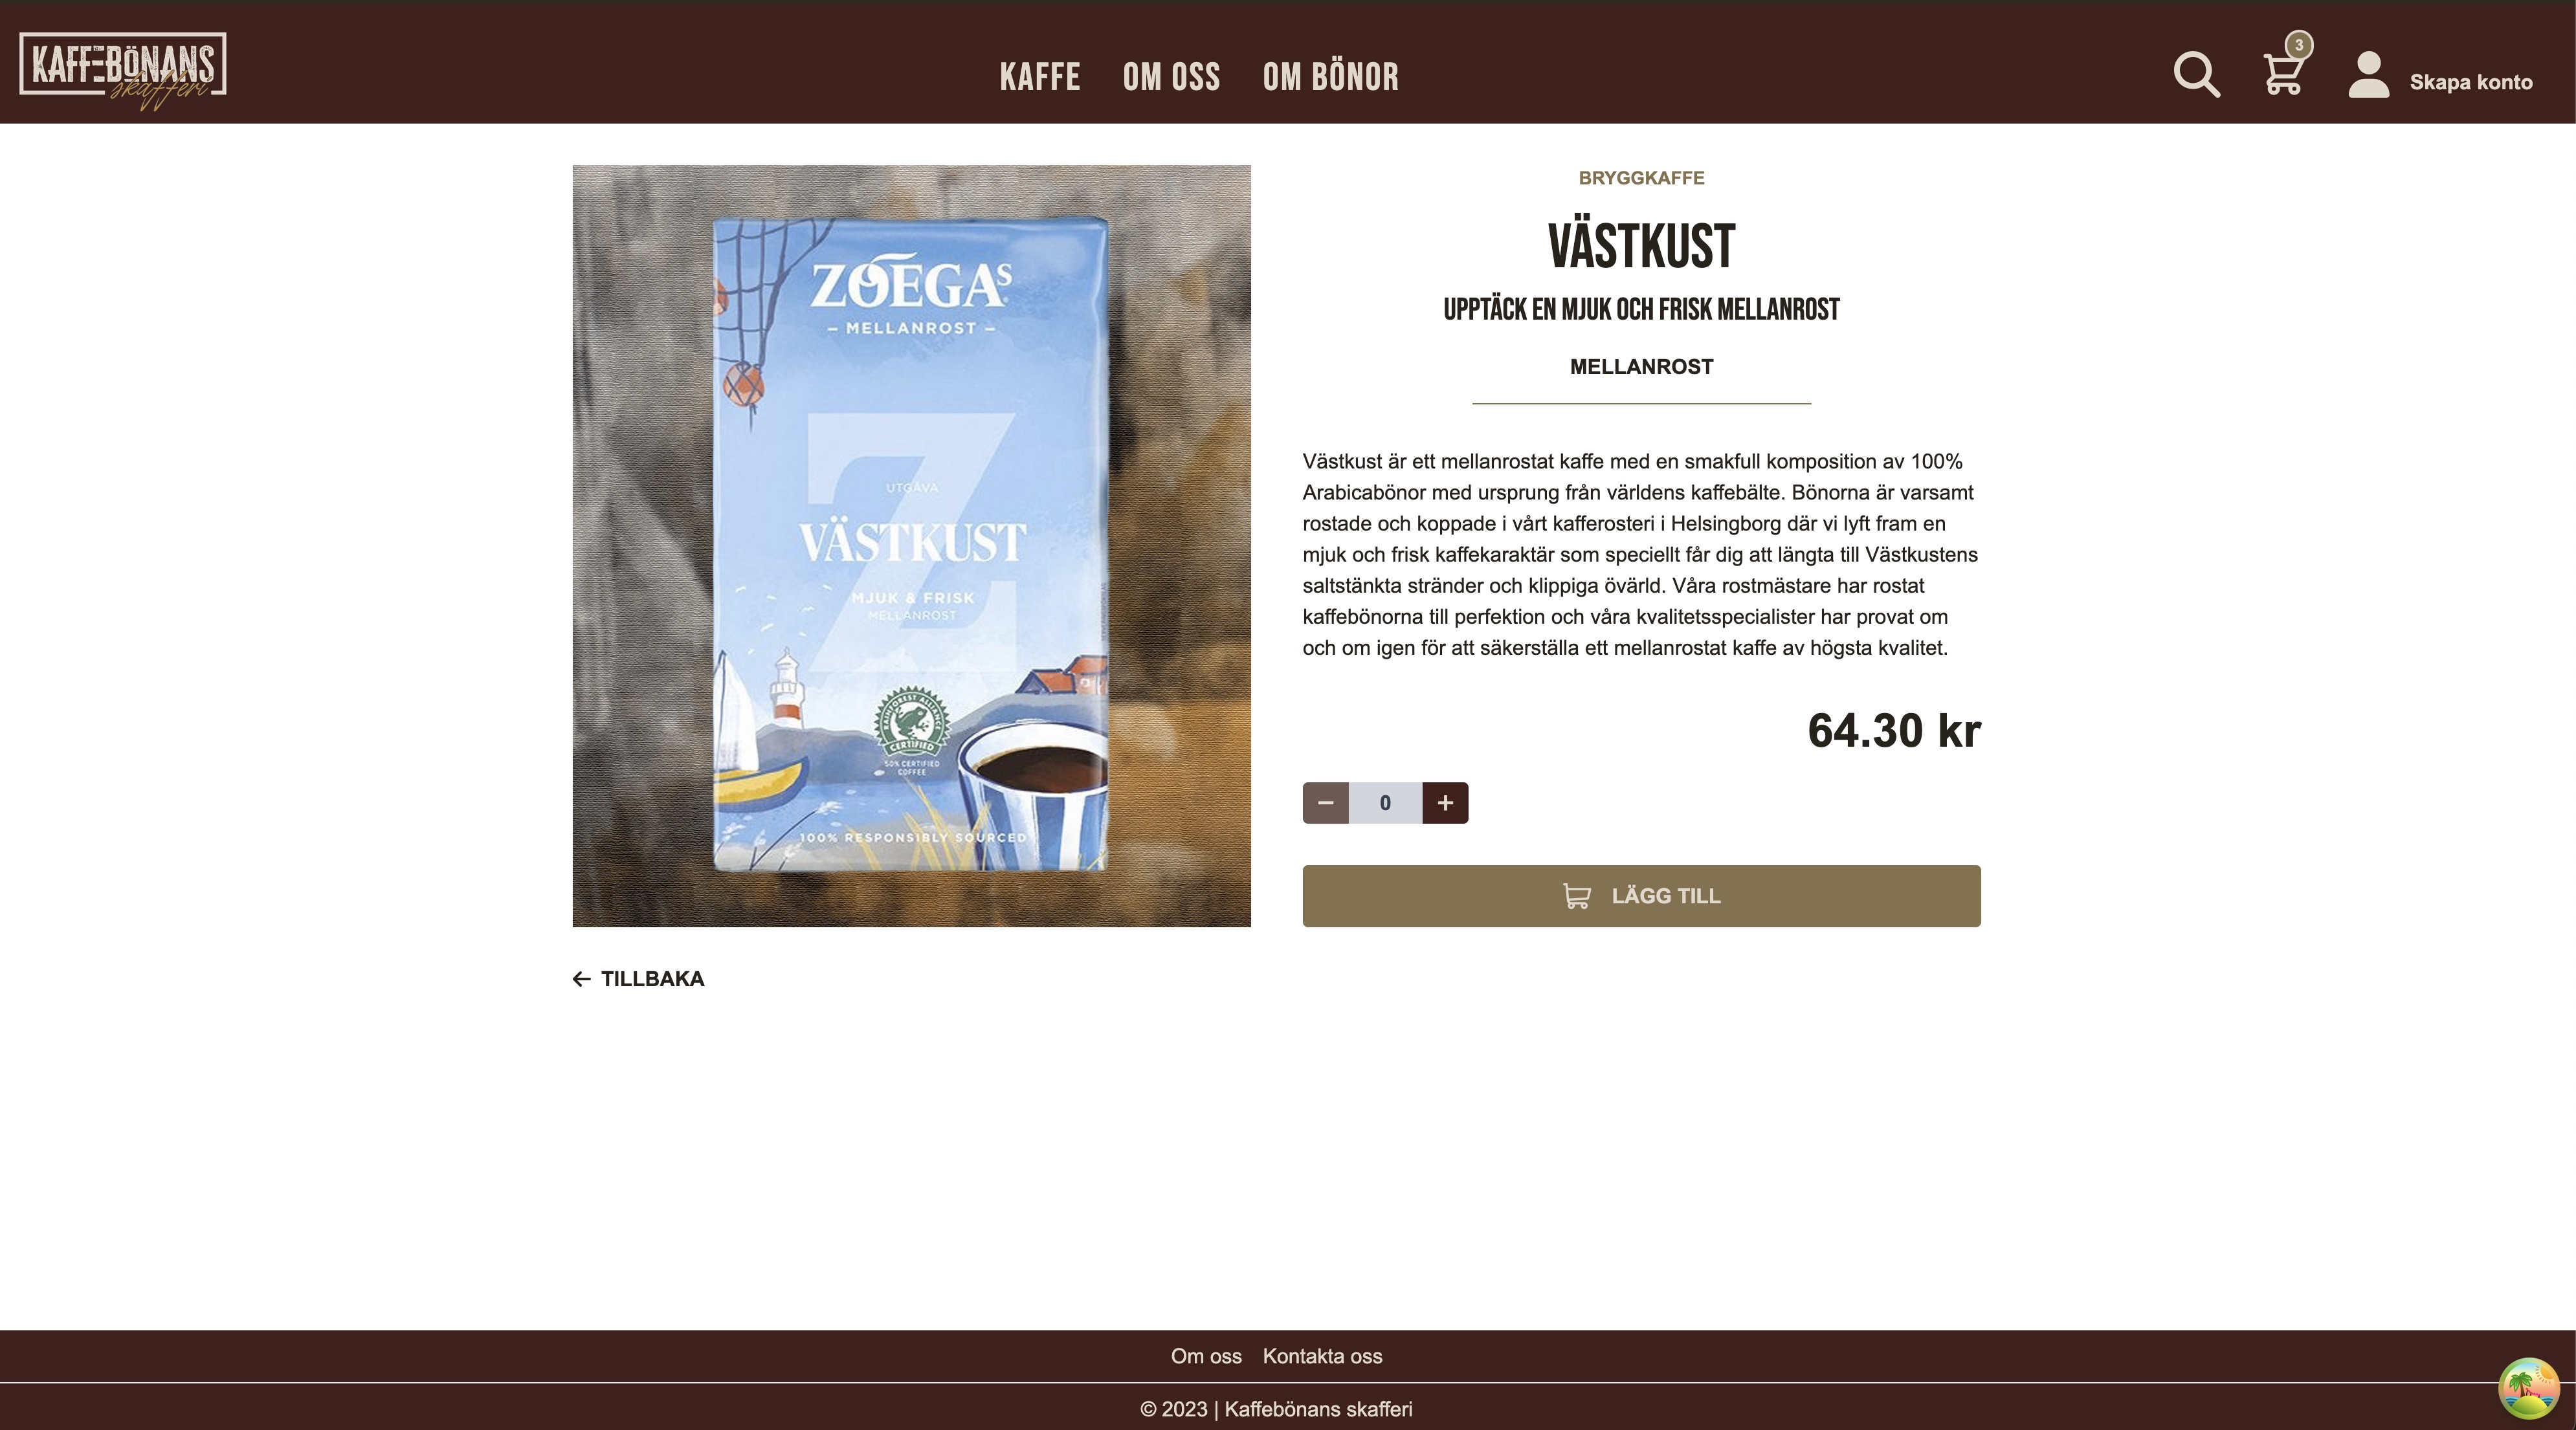 KAFFEBÖNANS
skafferi
KAFFE OM OSS OM BÖNOR
3
Skapa konto
ZOÉGAS
– MELLANROST –
Z
UTGÅVA
VÄSTKUST
MJUK & FRISK
MELLANROST
RAINFOREST ALLIANCE
CERTIFIED
50% CERTIFIED
COFFEE
100% RESPONSIBLY SOURCED
BRYGGKAFFE
VÄSTKUST
UPPTÄCK EN MJUK OCH FRISK MELLANROST
MELLANROST
Västkust är ett mellanrostat kaffe med en smakfull komposition av 100%
Arabicabönor med ursprung från världens kaffebälte. Bönorna är varsamt
rostade och koppade i vårt kafferosteri i Helsingborg där vi lyft fram en
mjuk och frisk kaffekaraktär som speciellt får dig att längta till Västkustens
saltstänkta stränder och klippiga övärld. Våra rostmästare har rostat
kaffebönorna till perfektion och våra kvalitetsspecialister har provat om
och om igen för att säkerställa ett mellanrostat kaffe av högsta kvalitet.
64.30 kr
− 0 +
LÄGG TILL
← TILLBAKA
Om oss Kontakta oss
© 2023 | Kaffebönans skafferi